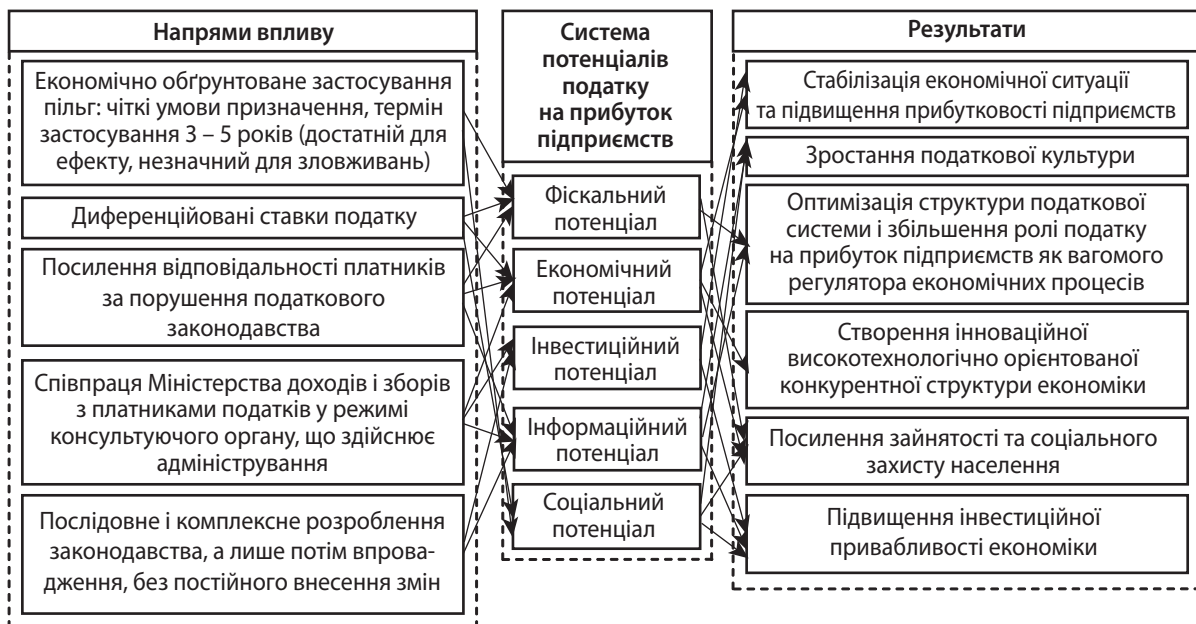 Напрями впливу
Економічно обґрунтоване застосування
пільг: чіткі умови призначення, термін
застосування 3 – 5 років (достатній для
ефекту, незначний для зловживань)
Диференційовані ставки податку
Посилення відповідальності платників
за порушення податкового
законодавства
Співпраця Міністерства доходів і зборів
з платниками податків у режимі
консультуючого органу, що здійснює
адміністрування
Послідовне і комплексне розроблення
законодавства, а лише потім впрова-
дження, без постійного внесення змін
Система
потенціалів
податку
на прибуток
підприємств
Фіскальний
потенціал
Економічний
потенціал
Інвестиційний
потенціал
Інформаційний
потенціал
Соціальний
потенціал
Результати
Стабілізація економічної ситуації
та підвищення прибутковості підприємств
Зростання податкової культури
Оптимізація структури податкової
системи і збільшення ролі податку
на прибуток підприємств як вагомого
регулятора економічних процесів
Створення інноваційної
високотехнологічно орієнтованої
конкурентної структури економіки
Посилення зайнятості та соціального
захисту населення
Підвищення інвестиційної
привабливості економіки